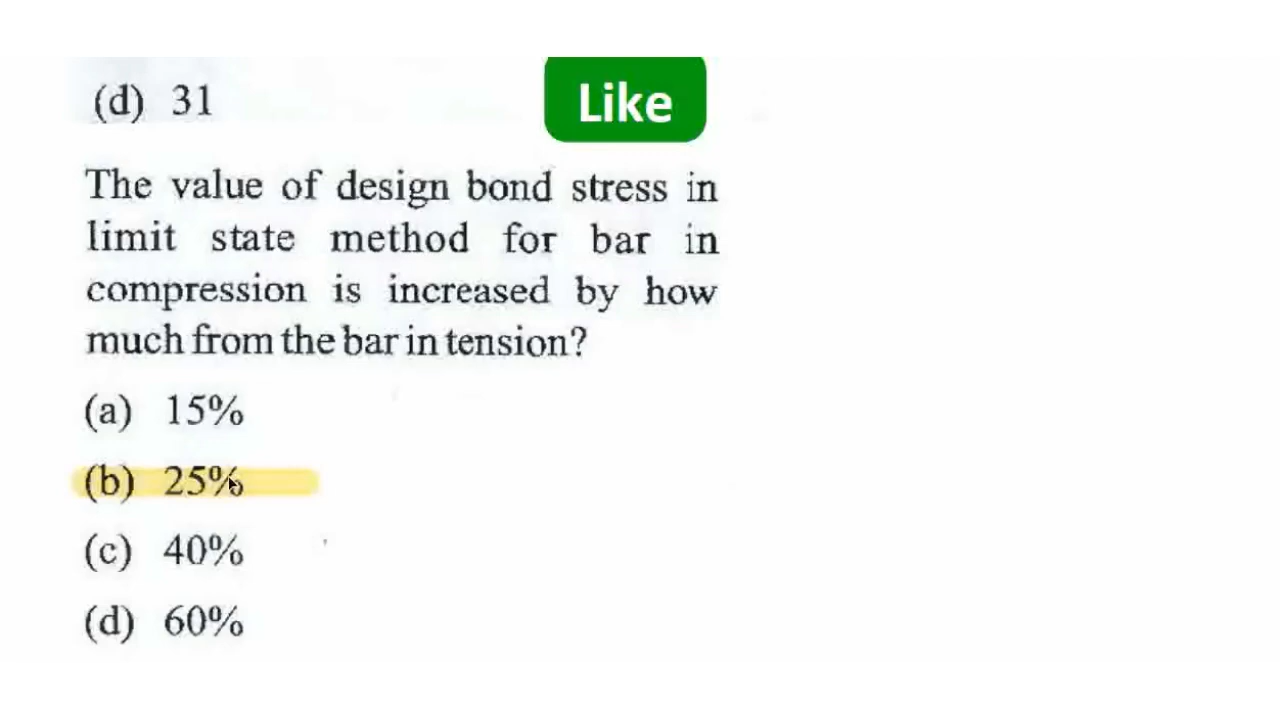 (d) 31
Like
The value of design bond stress in
limit state method for bar in
compression is increased by how
much from the bar in tension?
(a) 15%
(b) 25%
(c) 40%
(d) 60%